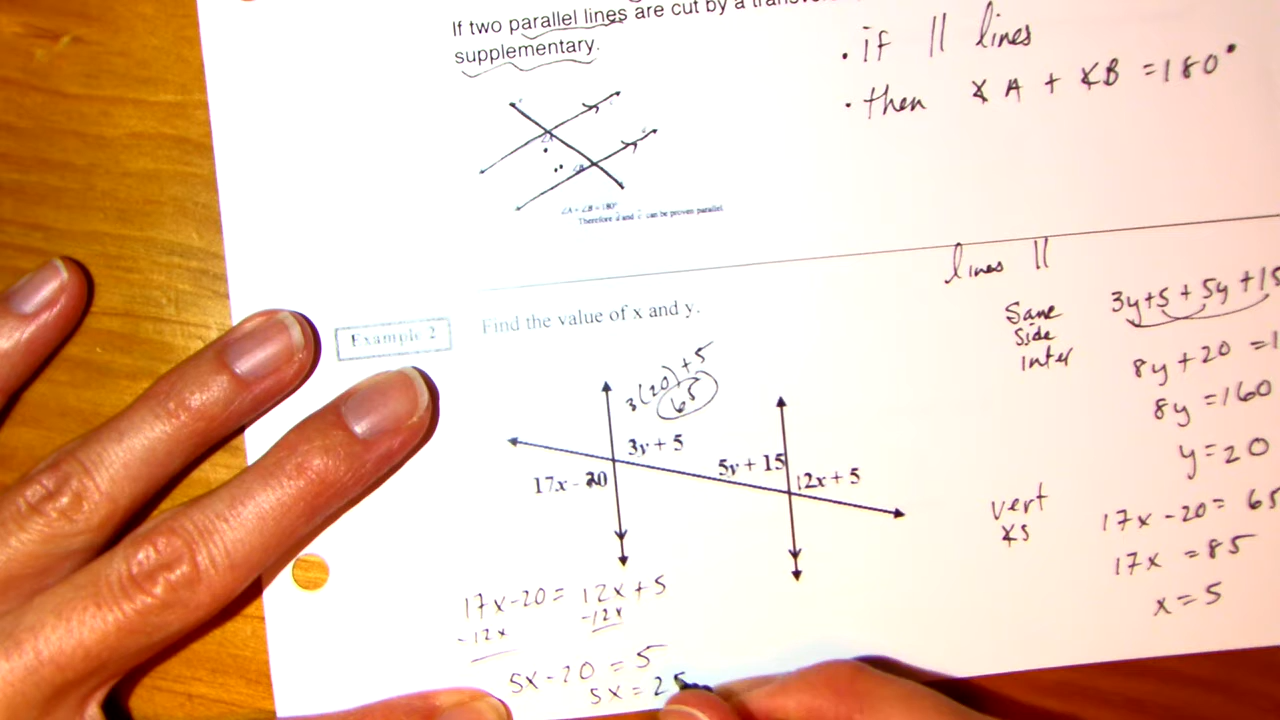 If two parallel lines are cut by a
supplementary.
• if || lines
• then ∡A + ∡B = 180°
∠A
∠A + ∠B = 180°
Therefore d and c can be proven parallel.
lines ||
Example 2
Find the value of x and y.
Same
Side
Inter
3y+5 + 5y +15
8y + 20 =
8y = 160
y = 20
3(20)+5
65
3y + 5
17x - 20
5y + 15
12x + 5
vert
∡s
17x - 20 = 65
17x = 85
x = 5
17x-20 = 12x + 5
-12x -12x
5x - 20 = 5
5x = 25